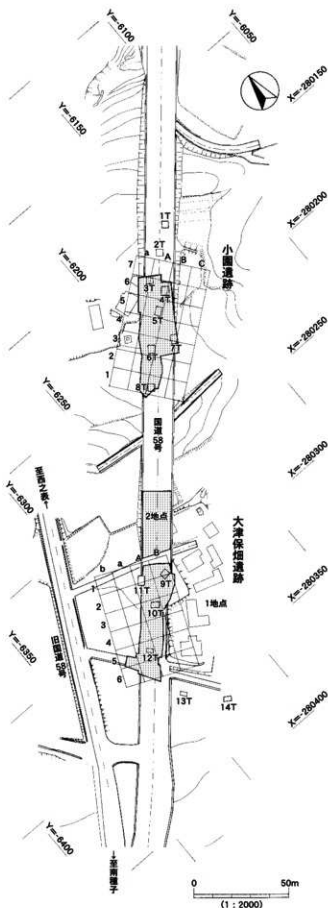 Y=-6100
Y=-6050
Y=-6150
X=-280150
1T
X=-280200
2T
a
A
B
C
小園遺跡
Y=-6200
7
6
3T
4T
5
5T
X=-280250
4
3
7T
2
6T
1
8T
Y=-6250
国道58号
X=-280300
至西之表↑
Y=-6300
2地点
大津保畑遺跡
b
a
A
B
X=-280350
1
11T
9T
2
10T
1地点
3
4
旧国道58号
Y=-6350
12T
5
6
13T
14T
X=-280400
Y=-6400
↓至南種子
0
50m
(1:2000)